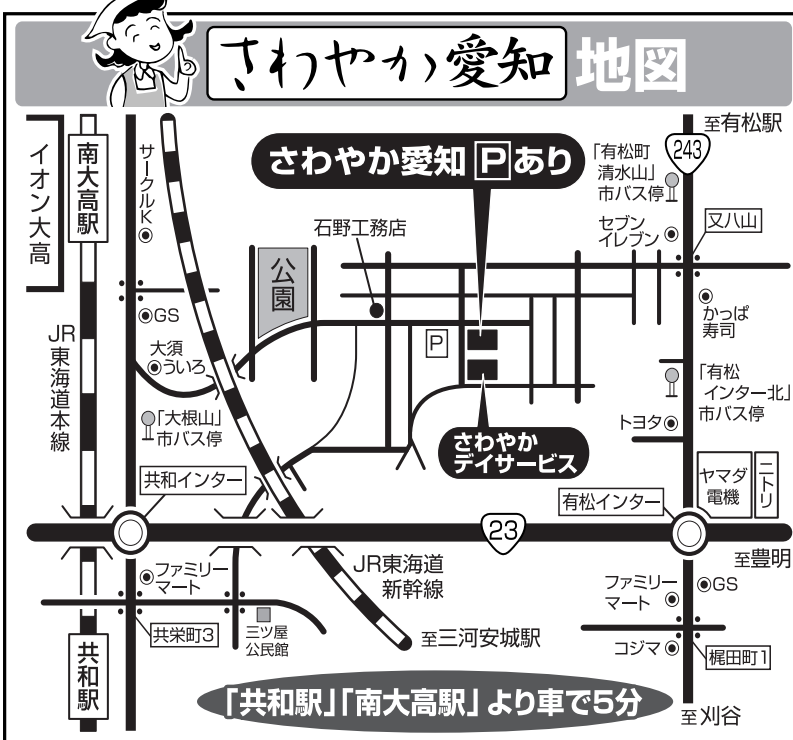 さわやか愛知 地図
至有松駅
イオン大高
南大高駅
サークルK
さわやか愛知 Pあり
「有松町
清水山」
市バス停
243
石野工務店
セブン
イレブン
又八山
公園
GS
かっぱ
寿司
JR東海道本線
大須
ういろ
P
「有松
インター北」
市バス停
「大根山」
市バス停
トヨタ
さわやか
デイサービス
共和インター
有松インター
ヤマダ
電機
ニトリ
23
至豊明
JR東海道
新幹線
ファミリー
マート
ファミリー
マート
GS
共栄町3
三ツ屋
公民館
至三河安城駅
コジマ
梶田町1
共和駅
「共和駅」「南大高駅」より車で5分
至刈谷